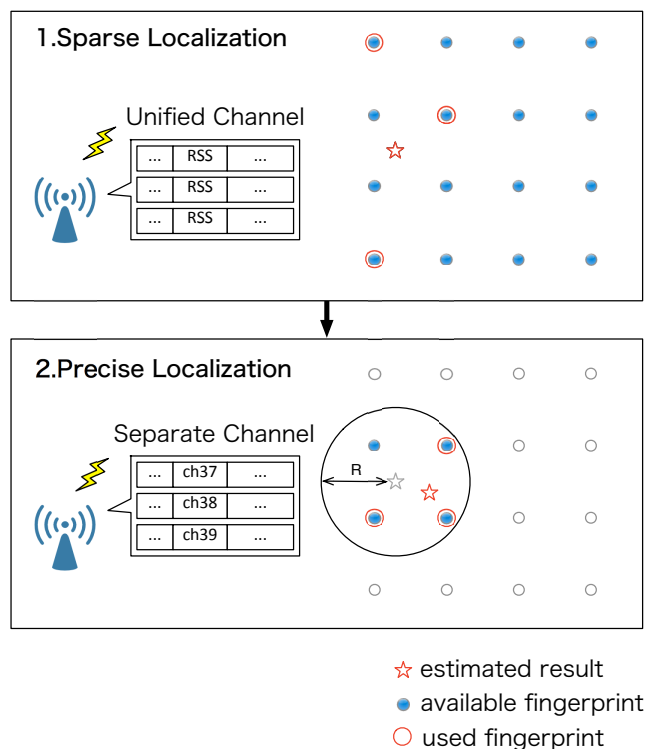 1.Sparse Localization
Unified Channel
... RSS ...
... RSS ...
... RSS ...
2.Precise Localization
Separate Channel
... ch37 ...
... ch38 ...
... ch39 ...
R
estimated result
available fingerprint
used fingerprint